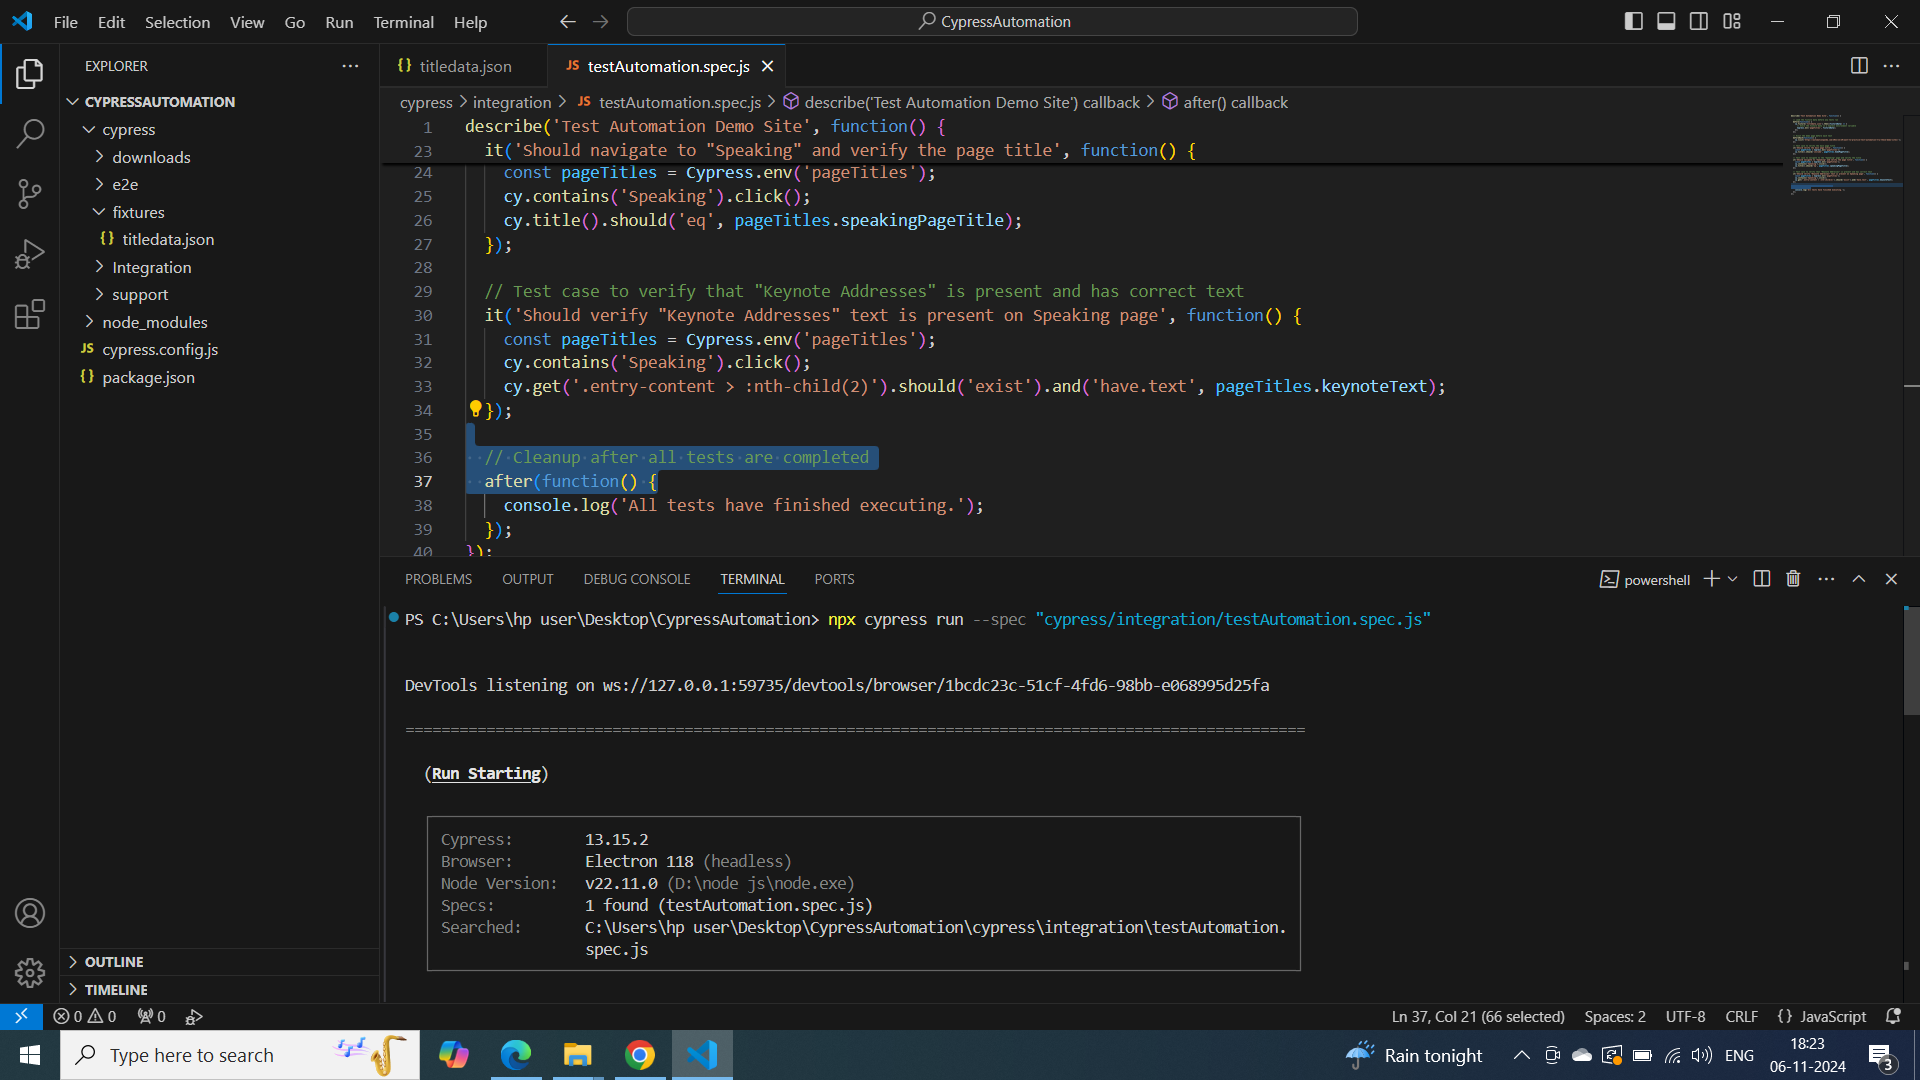 File Edit Selection View Go Run Terminal Help
CypressAutomation
EXPLORER
CYPRESSAUTOMATION
cypress
downloads
e2e
fixtures
{} titledata.json
Integration
support
node_modules
JS cypress.config.js
{} package.json
OUTLINE
TIMELINE
{} titledata.json
JS testAutomation.spec.js
cypress > integration > JS testAutomation.spec.js > describe('Test Automation Demo Site') callback > after() callback
1 describe('Test Automation Demo Site', function() {
23 it('Should navigate to "Speaking" and verify the page title', function() {
24 const pageTitles = Cypress.env('pageTitles');
25 cy.contains('Speaking').click();
26 cy.title().should('eq', pageTitles.speakingPageTitle);
27 });
28
29 // Test case to verify that "Keynote Addresses" is present and has correct text
30 it('Should verify "Keynote Addresses" text is present on Speaking page', function() {
31 const pageTitles = Cypress.env('pageTitles');
32 cy.contains('Speaking').click();
33 cy.get('.entry-content > :nth-child(2)').should('exist').and('have.text', pageTitles.keynoteText);
34 });
35
36 // Cleanup after all tests are completed
37 after(function() {
38 console.log('All tests have finished executing.');
39 });
40 });
PROBLEMS OUTPUT DEBUG CONSOLE TERMINAL PORTS
powershell
PS C:\Users\hp user\Desktop\CypressAutomation> npx cypress run --spec "cypress/integration/testAutomation.spec.js"
DevTools listening on ws://127.0.0.1:59735/devtools/browser/1bcdc23c-51cf-4fd6-98bb-e068995d25fa
====================================================================================================
(Run Starting)
Cypress: 13.15.2
Browser: Electron 118 (headless)
Node Version: v22.11.0 (D:\node js\node.exe)
Specs: 1 found (testAutomation.spec.js)
Searched: C:\Users\hp user\Desktop\CypressAutomation\cypress\integration\testAutomation.
spec.js
0 0 0
Ln 37, Col 21 (66 selected) Spaces: 2 UTF-8 CRLF {} JavaScript
Type here to search
Rain tonight
ENG
18:23
06-11-2024
3